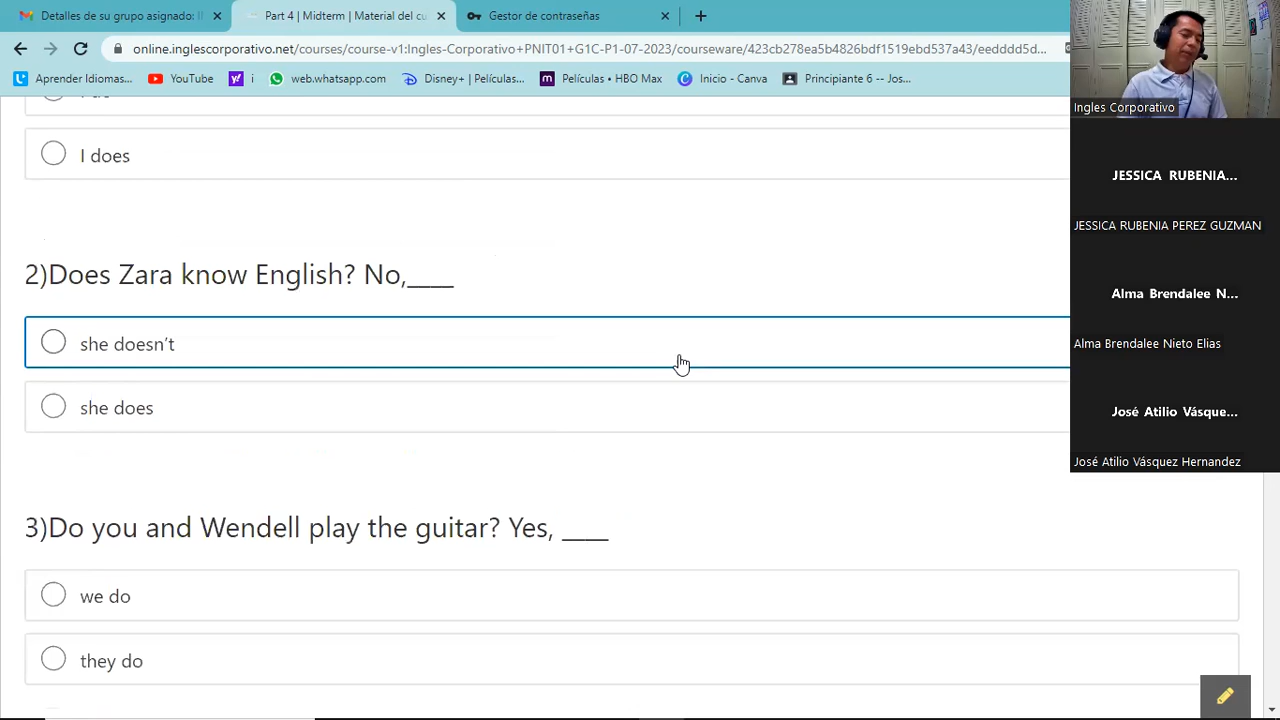 Detalles de su grupo asignado: I
Part 4 | Midterm | Material del cu
Gestor de contraseñas
online.inglescorporativo.net/courses/course-v1:Ingles-Corporativo+PNIT01+G1C-P1-07-2023/courseware/423cb278ea5b4826bdf1519ebd537a43/eedddd5d...
Aprender Idiomas...
YouTube
i
web.whatsapp.com
Disney+ | Películas...
Películas • HBO Max
Inicio - Canva
Principiante 6 -- Jos...
I does
2)Does Zara know English? No,____
she doesn't
she does
3)Do you and Wendell play the guitar? Yes, ____
we do
they do
Ingles Corporativo
JESSICA RUBENIA...
JESSICA RUBENIA PEREZ GUZMAN
Alma Brendalee N...
Alma Brendalee Nieto Elias
José Atilio Vásque...
José Atilio Vásquez Hernandez